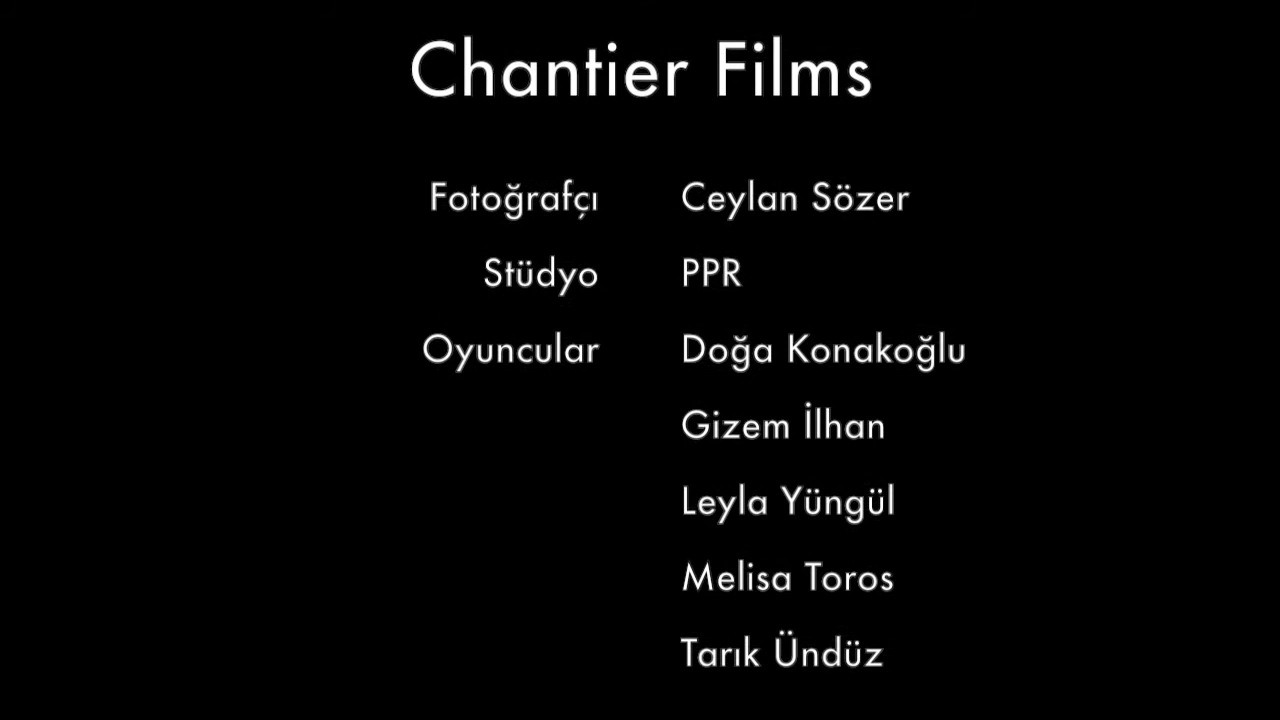 Chantier Films
Fotoğrafçı Ceylan Sözer
Stüdyo PPR
Oyuncular Doğa Konakoğlu
Gizem İlhan
Leyla Yüngül
Melisa Toros
Tarık Ündüz